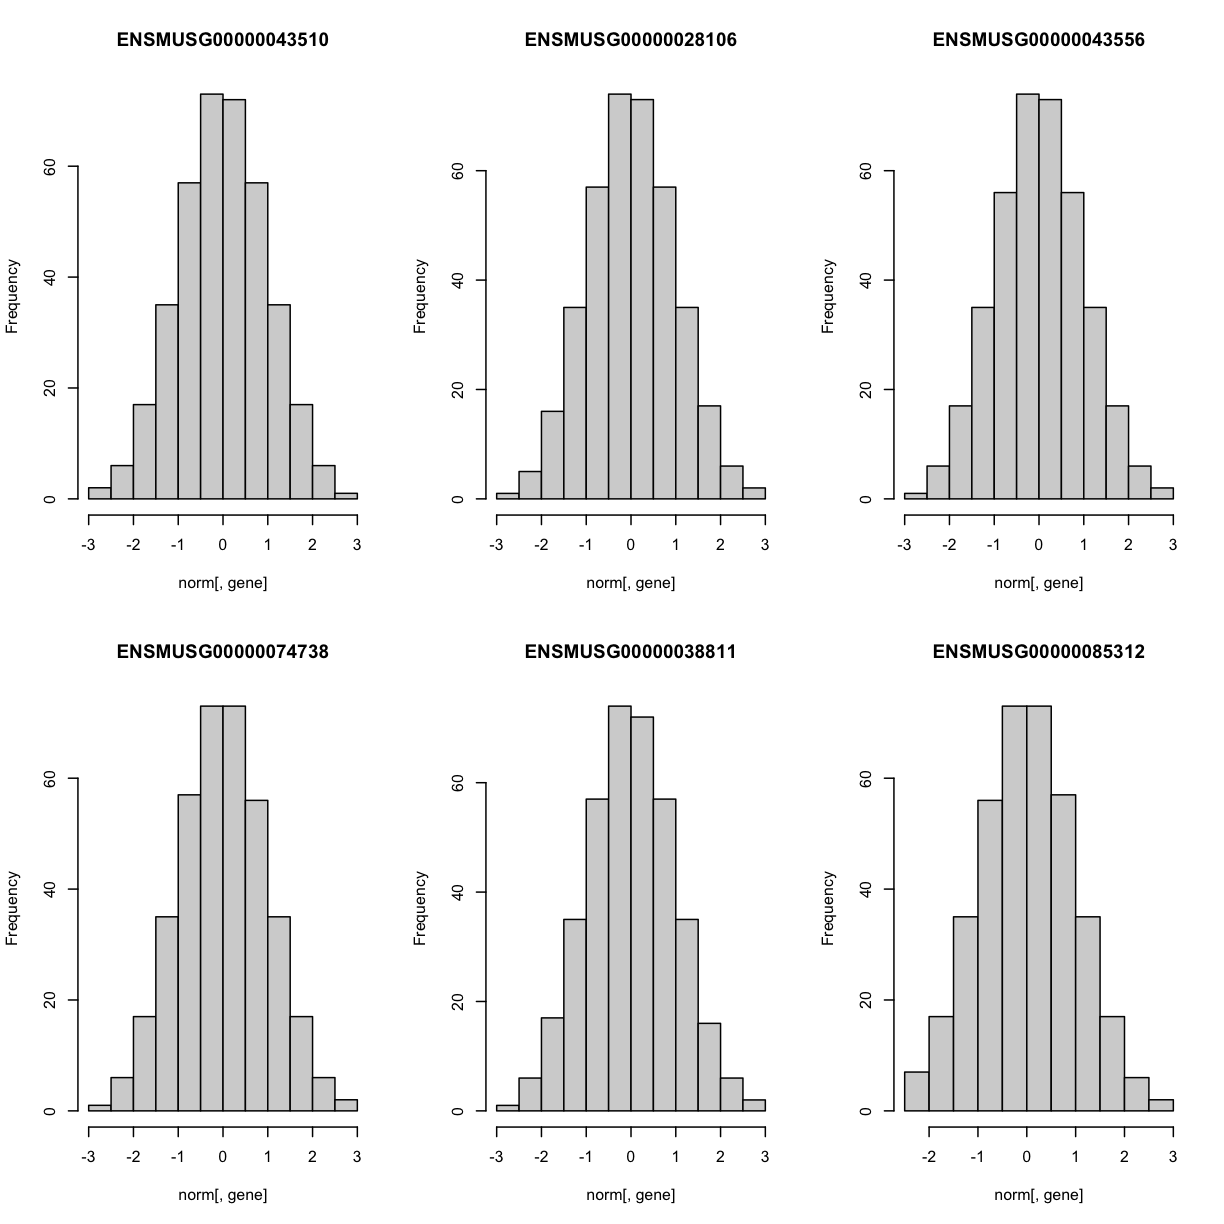 ENSMUSG00000043510
Frequency
60
40
20
0
-3 -2 -1 0 1 2 3
norm[, gene]
ENSMUSG00000028106
Frequency
60
40
20
0
-3 -2 -1 0 1 2 3
norm[, gene]
ENSMUSG00000043556
Frequency
60
40
20
0
-3 -2 -1 0 1 2 3
norm[, gene]
ENSMUSG00000074738
Frequency
60
40
20
0
-3 -2 -1 0 1 2 3
norm[, gene]
ENSMUSG00000038811
Frequency
60
40
20
0
-3 -2 -1 0 1 2 3
norm[, gene]
ENSMUSG00000085312
Frequency
60
40
20
0
-2 -1 0 1 2 3
norm[, gene]